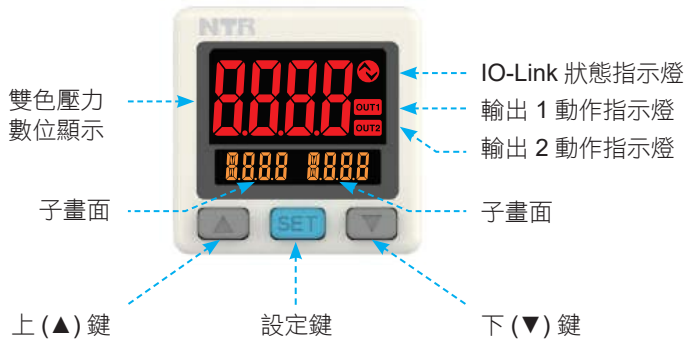 NTR
8.8.8.8
IO-Link 狀態指示燈
雙色壓力
數位顯示
OUT1
輸出 1 動作指示燈
OUT2
輸出 2 動作指示燈
8.8.8.8 8.8.8.8
子畫面
子畫面
▲
SET
▼
上 (▲) 鍵
設定鍵
下 (▼) 鍵